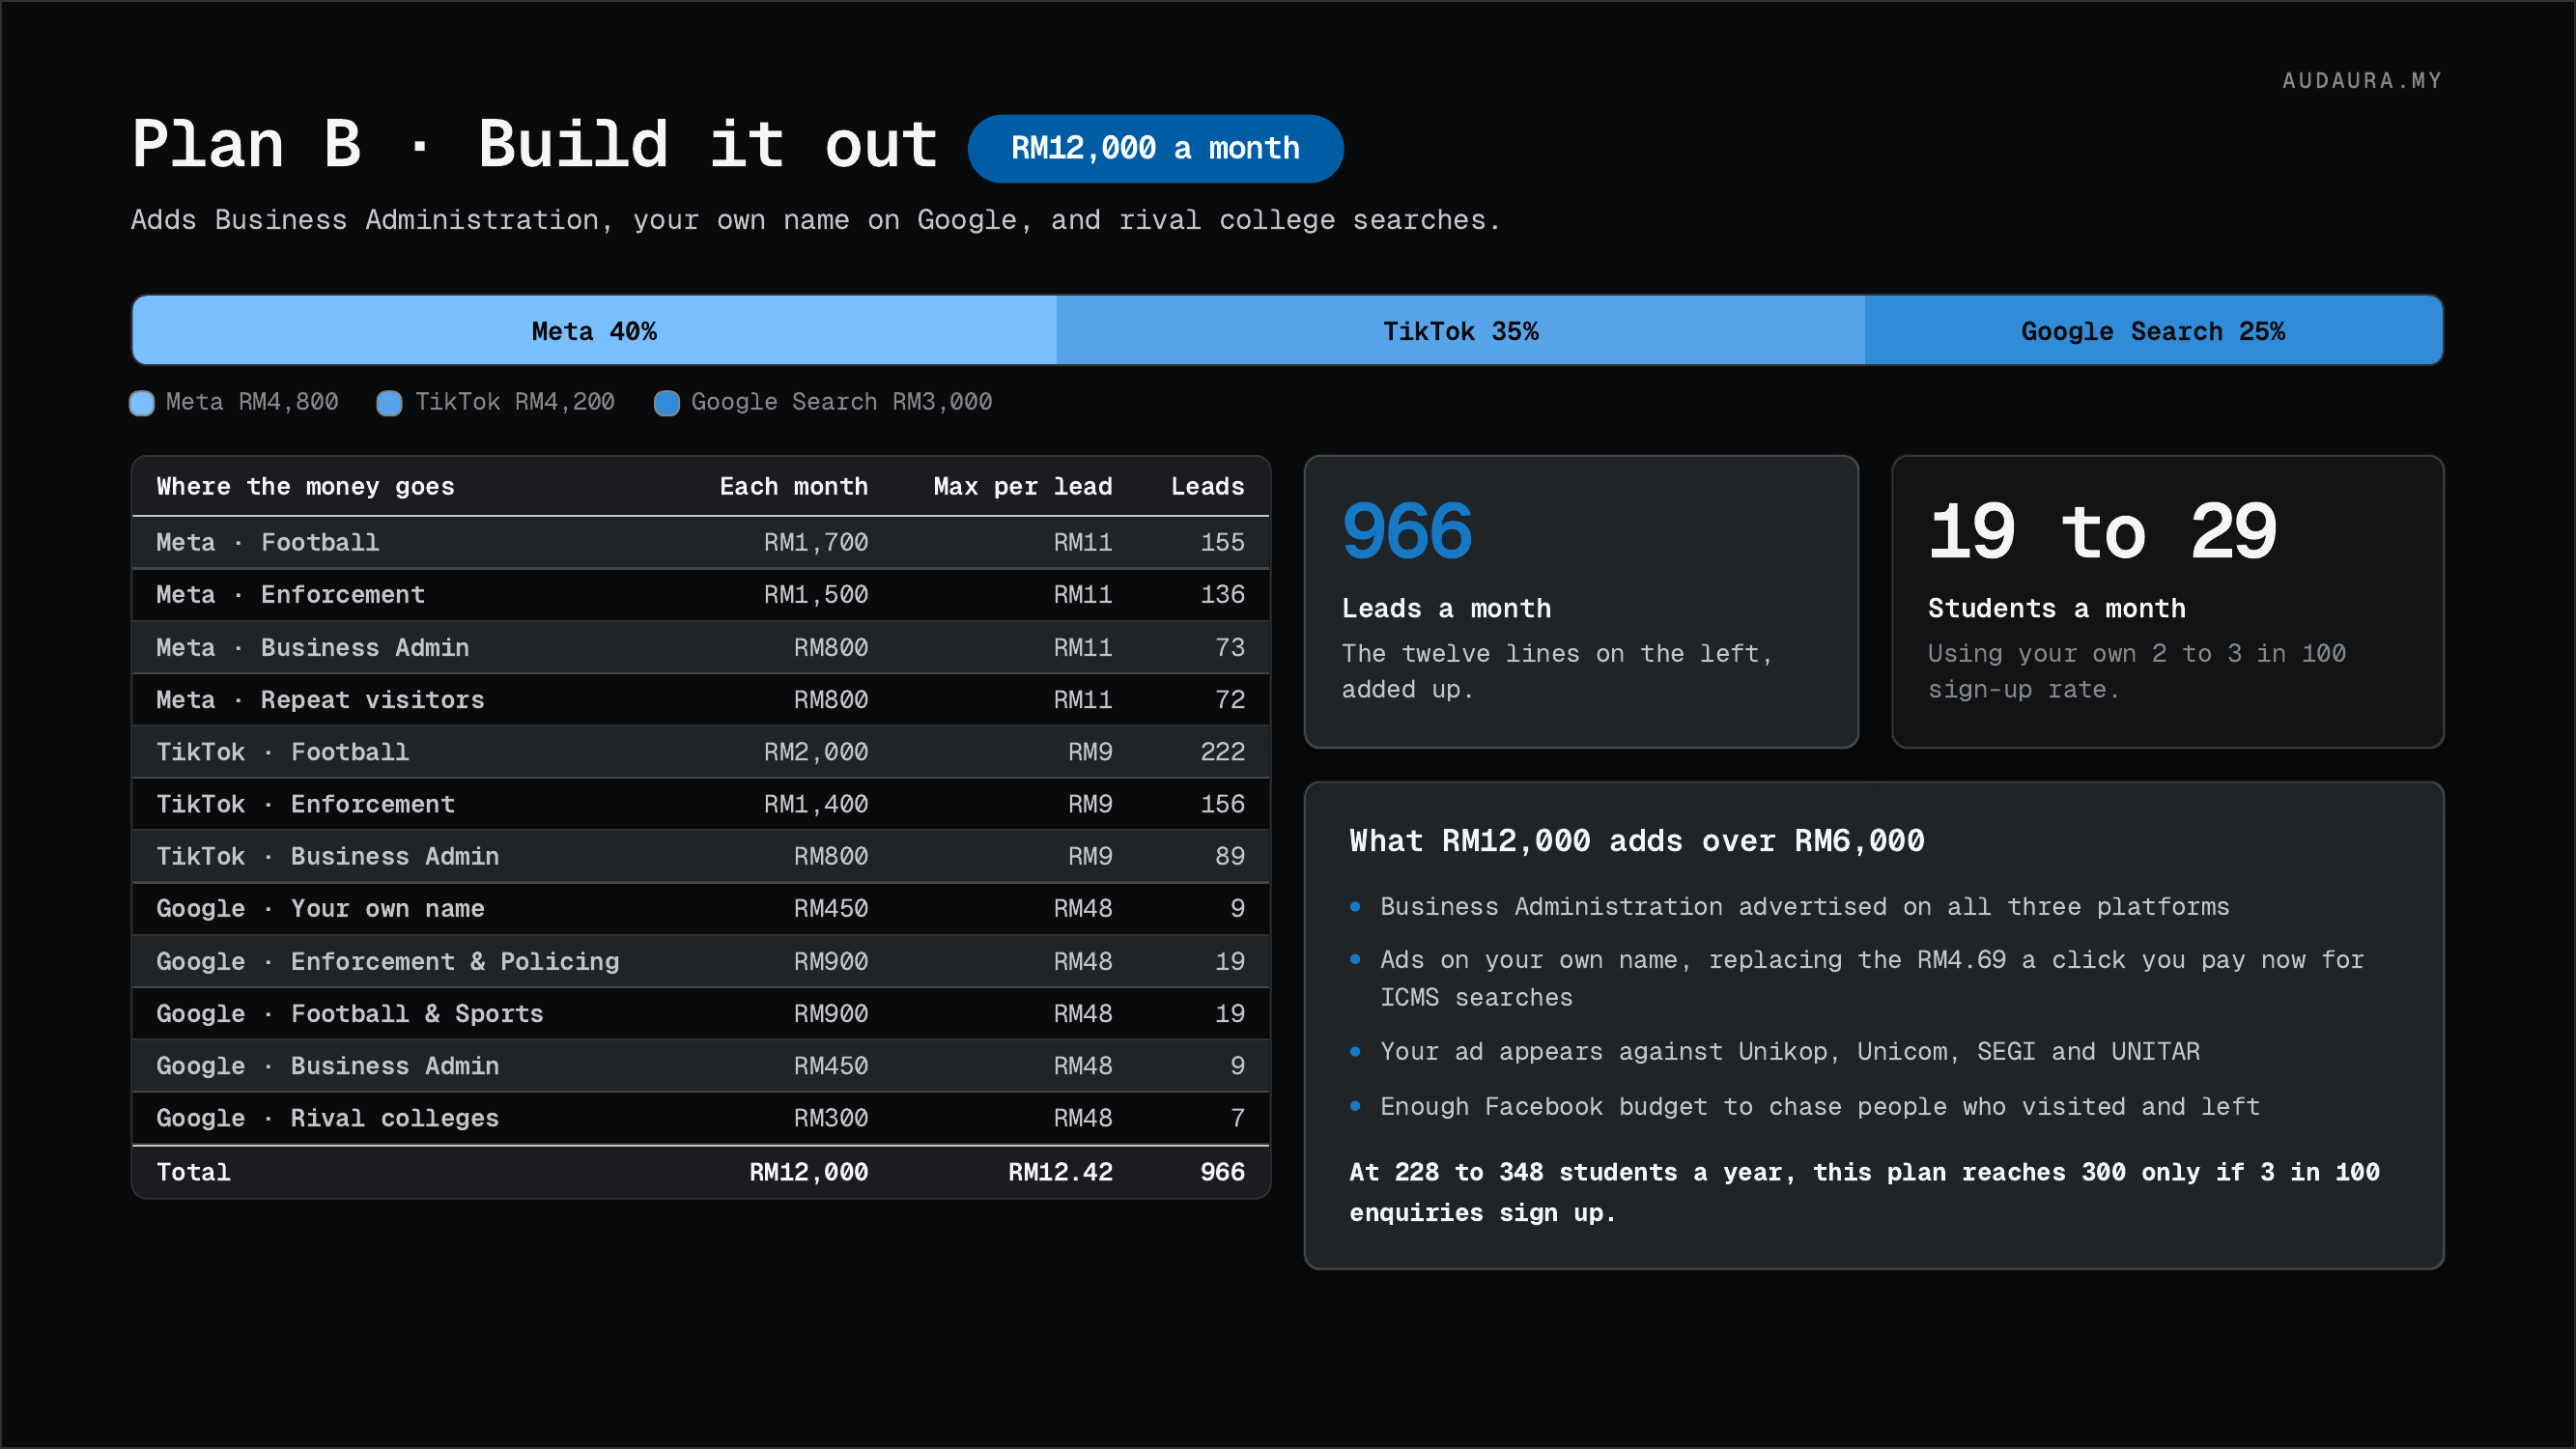 AUDAURA.MY
Plan B · Build it out
RM12,000 a month
Adds Business Administration, your own name on Google, and rival college searches.
Meta 40%
TikTok 35%
Google Search 25%
Meta RM4,800
TikTok RM4,200
Google Search RM3,000
Where the money goes Each month Max per lead Leads
Meta · Football RM1,700 RM11 155
Meta · Enforcement RM1,500 RM11 136
Meta · Business Admin RM800 RM11 73
Meta · Repeat visitors RM800 RM11 72
TikTok · Football RM2,000 RM9 222
TikTok · Enforcement RM1,400 RM9 156
TikTok · Business Admin RM800 RM9 89
Google · Your own name RM450 RM48 9
Google · Enforcement & Policing RM900 RM48 19
Google · Football & Sports RM900 RM48 19
Google · Business Admin RM450 RM48 9
Google · Rival colleges RM300 RM48 7
Total RM12,000 RM12.42 966
966
Leads a month
The twelve lines on the left,
added up.
19 to 29
Students a month
Using your own 2 to 3 in 100
sign-up rate.
What RM12,000 adds over RM6,000
• Business Administration advertised on all three platforms
• Ads on your own name, replacing the RM4.69 a click you pay now for
ICMS searches
• Your ad appears against Unikop, Unicom, SEGI and UNITAR
• Enough Facebook budget to chase people who visited and left
At 228 to 348 students a year, this plan reaches 300 only if 3 in 100
enquiries sign up.